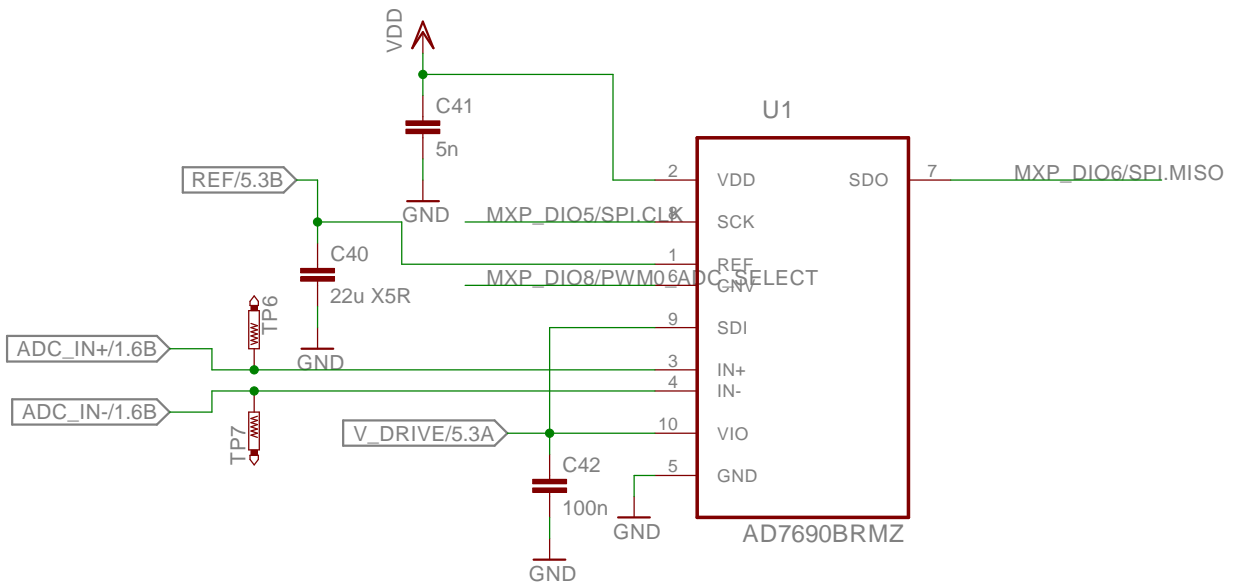 VDD
C41
5n
GND
U1
REF/5.3B
2
VDD
SDO
7
MXP_DIO6/SPI.MISO
MXP_DIO5/SPI.CLK
8
SCK
C40
22u X5R
GND
1
REF
MXP_DIO8/PWM0_ADC_SELECT
6
CNV
TP6
9
SDI
ADC_IN+/1.6B
3
IN+
ADC_IN-/1.6B
4
IN-
TP7
V_DRIVE/5.3A
10
VIO
C42
100n
GND
5
GND
GND
AD7690BRMZ